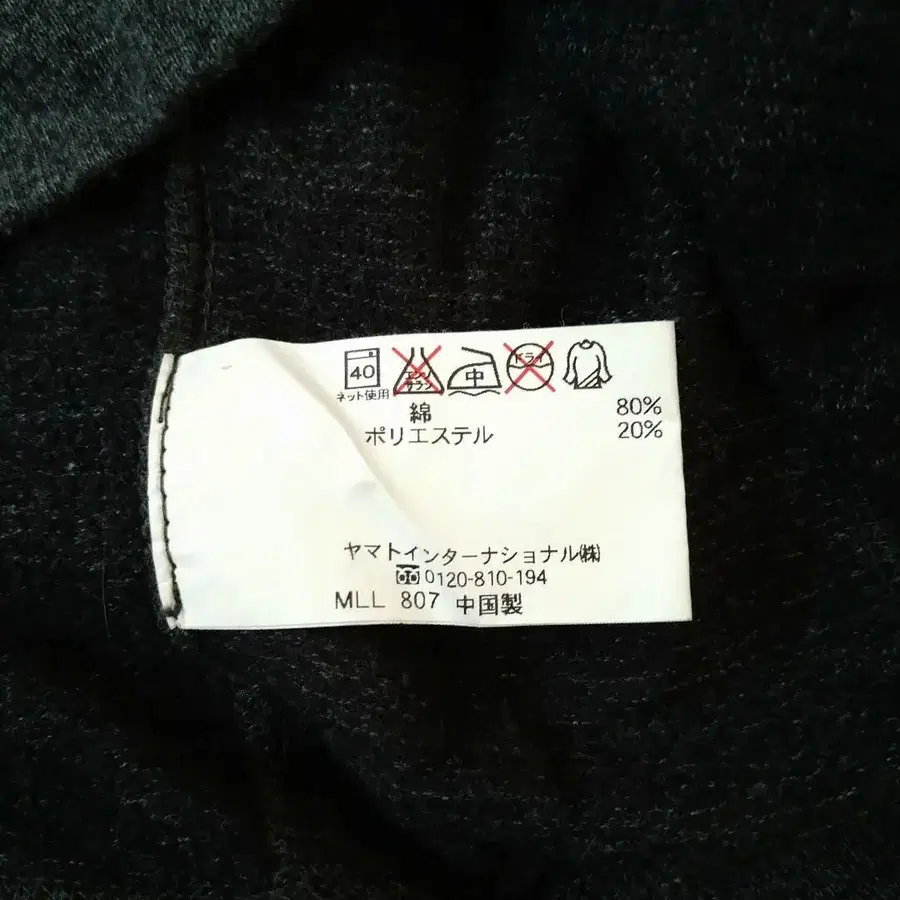 40
ネット使用
エンソ
サラシ
中
ドライ
綿 80%
ポリエステル 20%
ヤマトインターナショナル㈱
0120-810-194
MLL 807 中国製